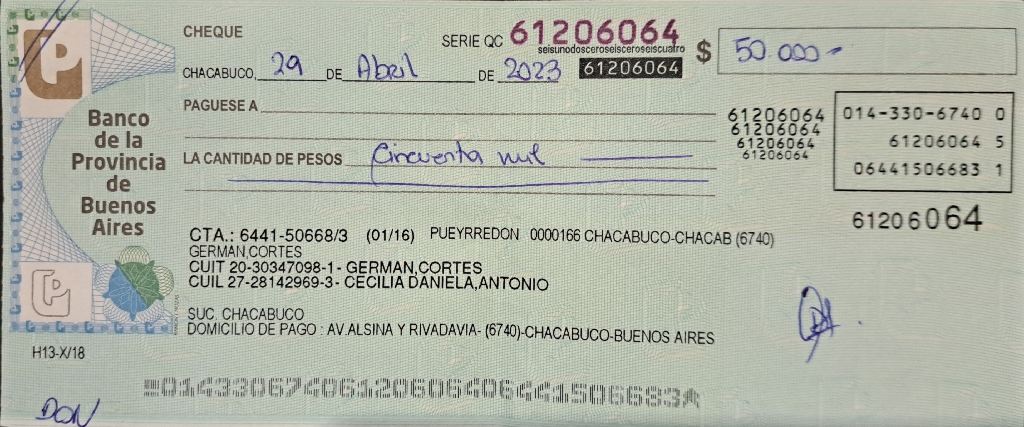 CHEQUE
SERIE QC 61206064
seisunodosceroseisceroseiscuatro
$ 50.000-
CHACABUCO, 29 DE Abril DE 2023 61206064
PAGUESE A
LA CANTIDAD DE PESOS Cincuenta mil
61206064
61206064
61206064
61206064
014-330-6740 0
61206064 5
06441506683 1
61206064
Banco
de la
Provincia
de
Buenos
Aires
CTA.: 6441-50668/3 (01/16) PUEYRREDON 0000166 CHACABUCO-CHACAB (6740)
GERMAN,CORTES
CUIT 20-30347098-1- GERMAN,CORTES
CUIL 27-28142969-3- CECILIA DANIELA,ANTONIO
SUC. CHACABUCO
DOMICILIO DE PAGO : AV.ALSINA Y RIVADAVIA- (6740)-CHACABUCO-BUENOS AIRES
H13-X/18
01433067406120606406441506683
DON